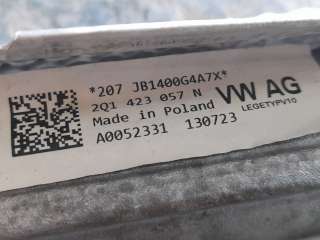 *207 JB1400G4A7X*
2Q1 423 057 N
VW AG
Made in Poland
LEGETYPV10
A0052331 130723